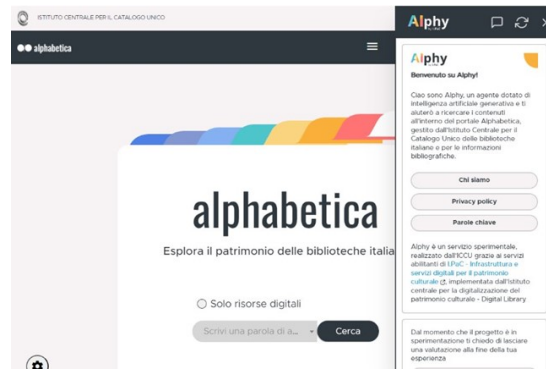 ISTITUTO CENTRALE PER IL CATALOGO UNICO
alphabetica
alphabetica
Esplora il patrimonio delle biblioteche italia
Solo risorse digitali
Scrivi una parola di a...
Cerca
Alphy
Alphy
Benvenuto su Alphy!
Ciao sono Alphy, un agente dotato di
intelligenza artificiale generativa e ti
aiuterò a ricercare i contenuti
all'interno del portale Alphabetica,
gestito dall'Istituto Centrale per il
Catalogo Unico delle biblioteche
italiane e per le informazioni
bibliografiche.
Chi siamo
Privacy policy
Parole chiave
Alphy è un servizio sperimentale,
realizzato dall'ICCU grazie ai servizi
abilitanti di I.PaC - Infrastruttura e
servizi digitali per il patrimonio
culturale, implementata dall'Istituto
centrale per la digitalizzazione del
patrimonio culturale - Digital Library
Dal momento che il progetto è in
sperimentazione ti chiedo di lasciare
una valutazione alla fine della tua
esperienza